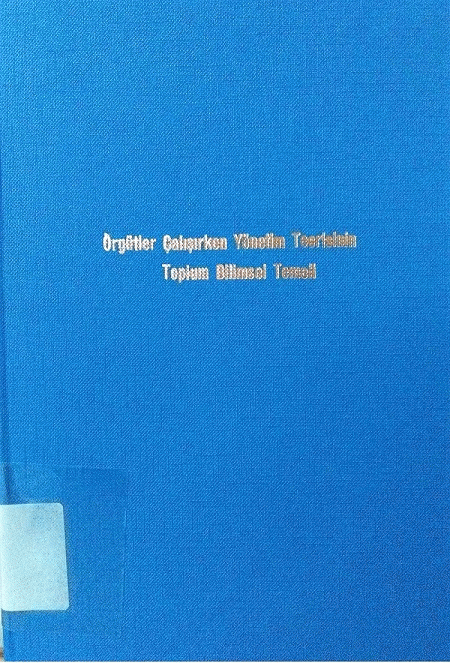 Örgütler Çalışırken Yönetim Teorisinin
Toplum Bilimsel Temeli